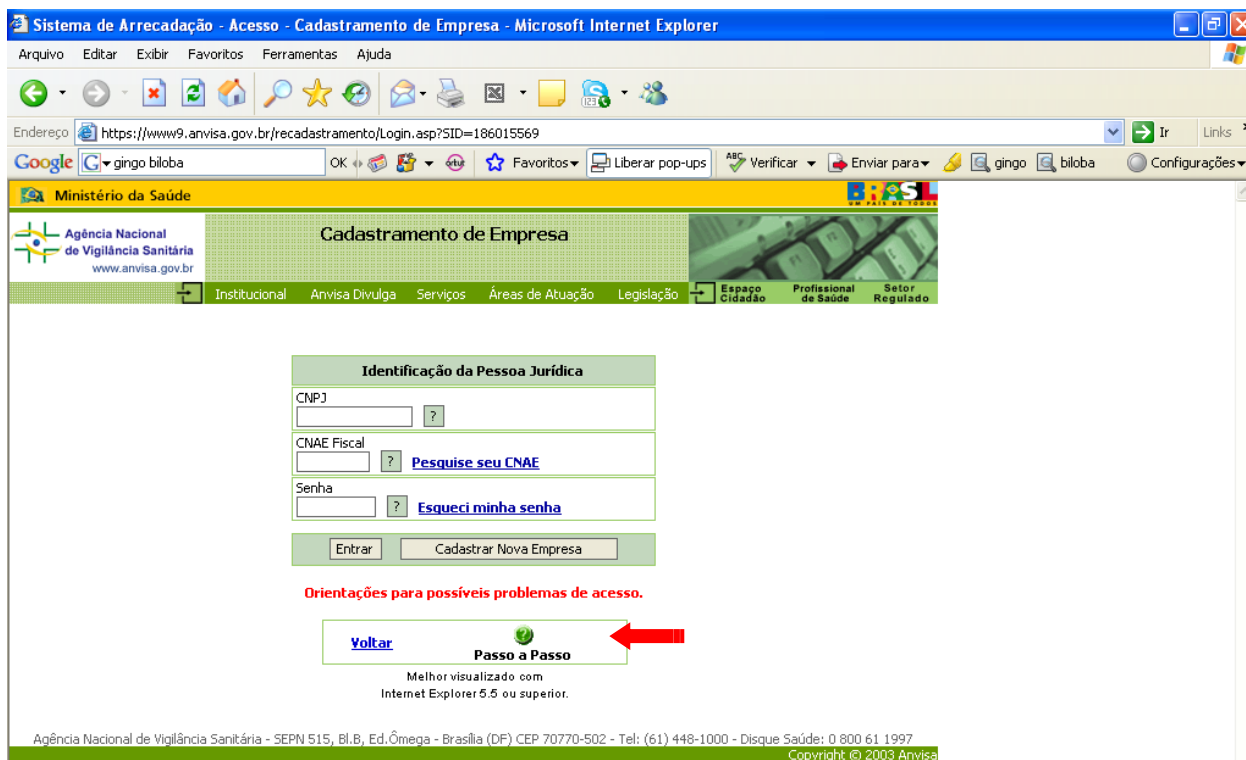 Sistema de Arrecadação - Acesso - Cadastramento de Empresa - Microsoft Internet Explorer
Arquivo Editar Exibir Favoritos Ferramentas Ajuda
Endereço https://www9.anvisa.gov.br/recadastramento/Login.asp?SID=186015569 Ir Links
Google G gingo biloba OK Favoritos Liberar pop-ups ABC Verificar Enviar para gingo biloba Configurações
Ministério da Saúde BRASIL
UM PAÍS DE TODOS
Agência Nacional
de Vigilância Sanitária
www.anvisa.gov.br
Cadastramento de Empresa
Institucional Anvisa Divulga Serviços Áreas de Atuação Legislação Espaço Cidadão Profissional de Saúde Setor Regulado
Identificação da Pessoa Jurídica
CNPJ
?
CNAE Fiscal
? Pesquise seu CNAE
Senha
? Esqueci minha senha
Entrar Cadastrar Nova Empresa
Orientações para possíveis problemas de acesso.
Voltar ?
Passo a Passo
Melhor visualizado com
Internet Explorer 5.5 ou superior.
Agência Nacional de Vigilância Sanitária - SEPN 515, Bl.B, Ed.Ômega - Brasília (DF) CEP 70770-502 - Tel: (61) 448-1000 - Disque Saúde: 0 800 61 1997
Copyright © 2003 Anvisa